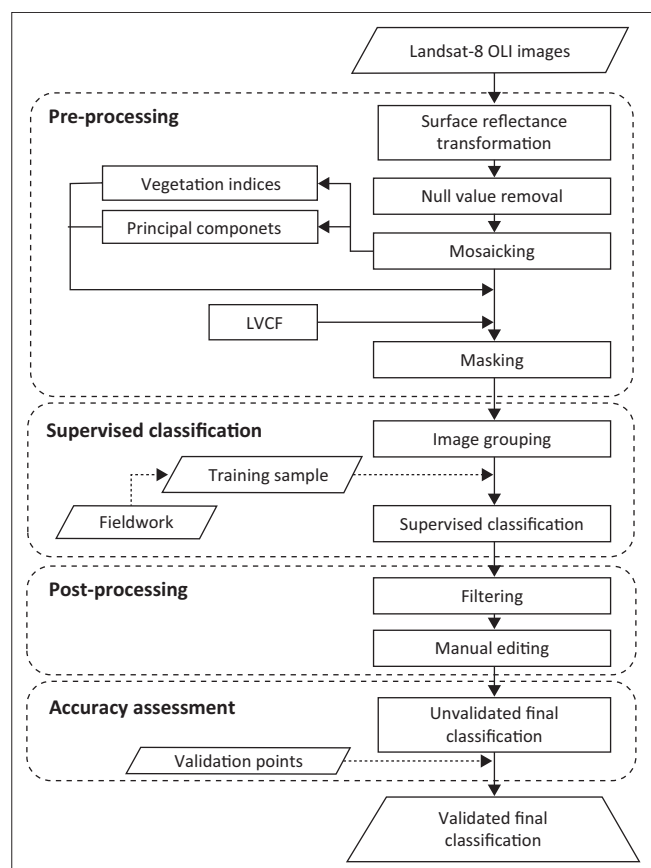 Landsat-8 OLI images
Pre-processing
Surface reflectance
transformation
Vegetation indices
Null value removal
Principal componets
Mosaicking
LVCF
Masking
Supervised classification
Image grouping
Training sample
Fieldwork
Supervised classification
Post-processing
Filtering
Manual editing
Accuracy assessment
Unvalidated final
classification
Validation points
Validated final
classification